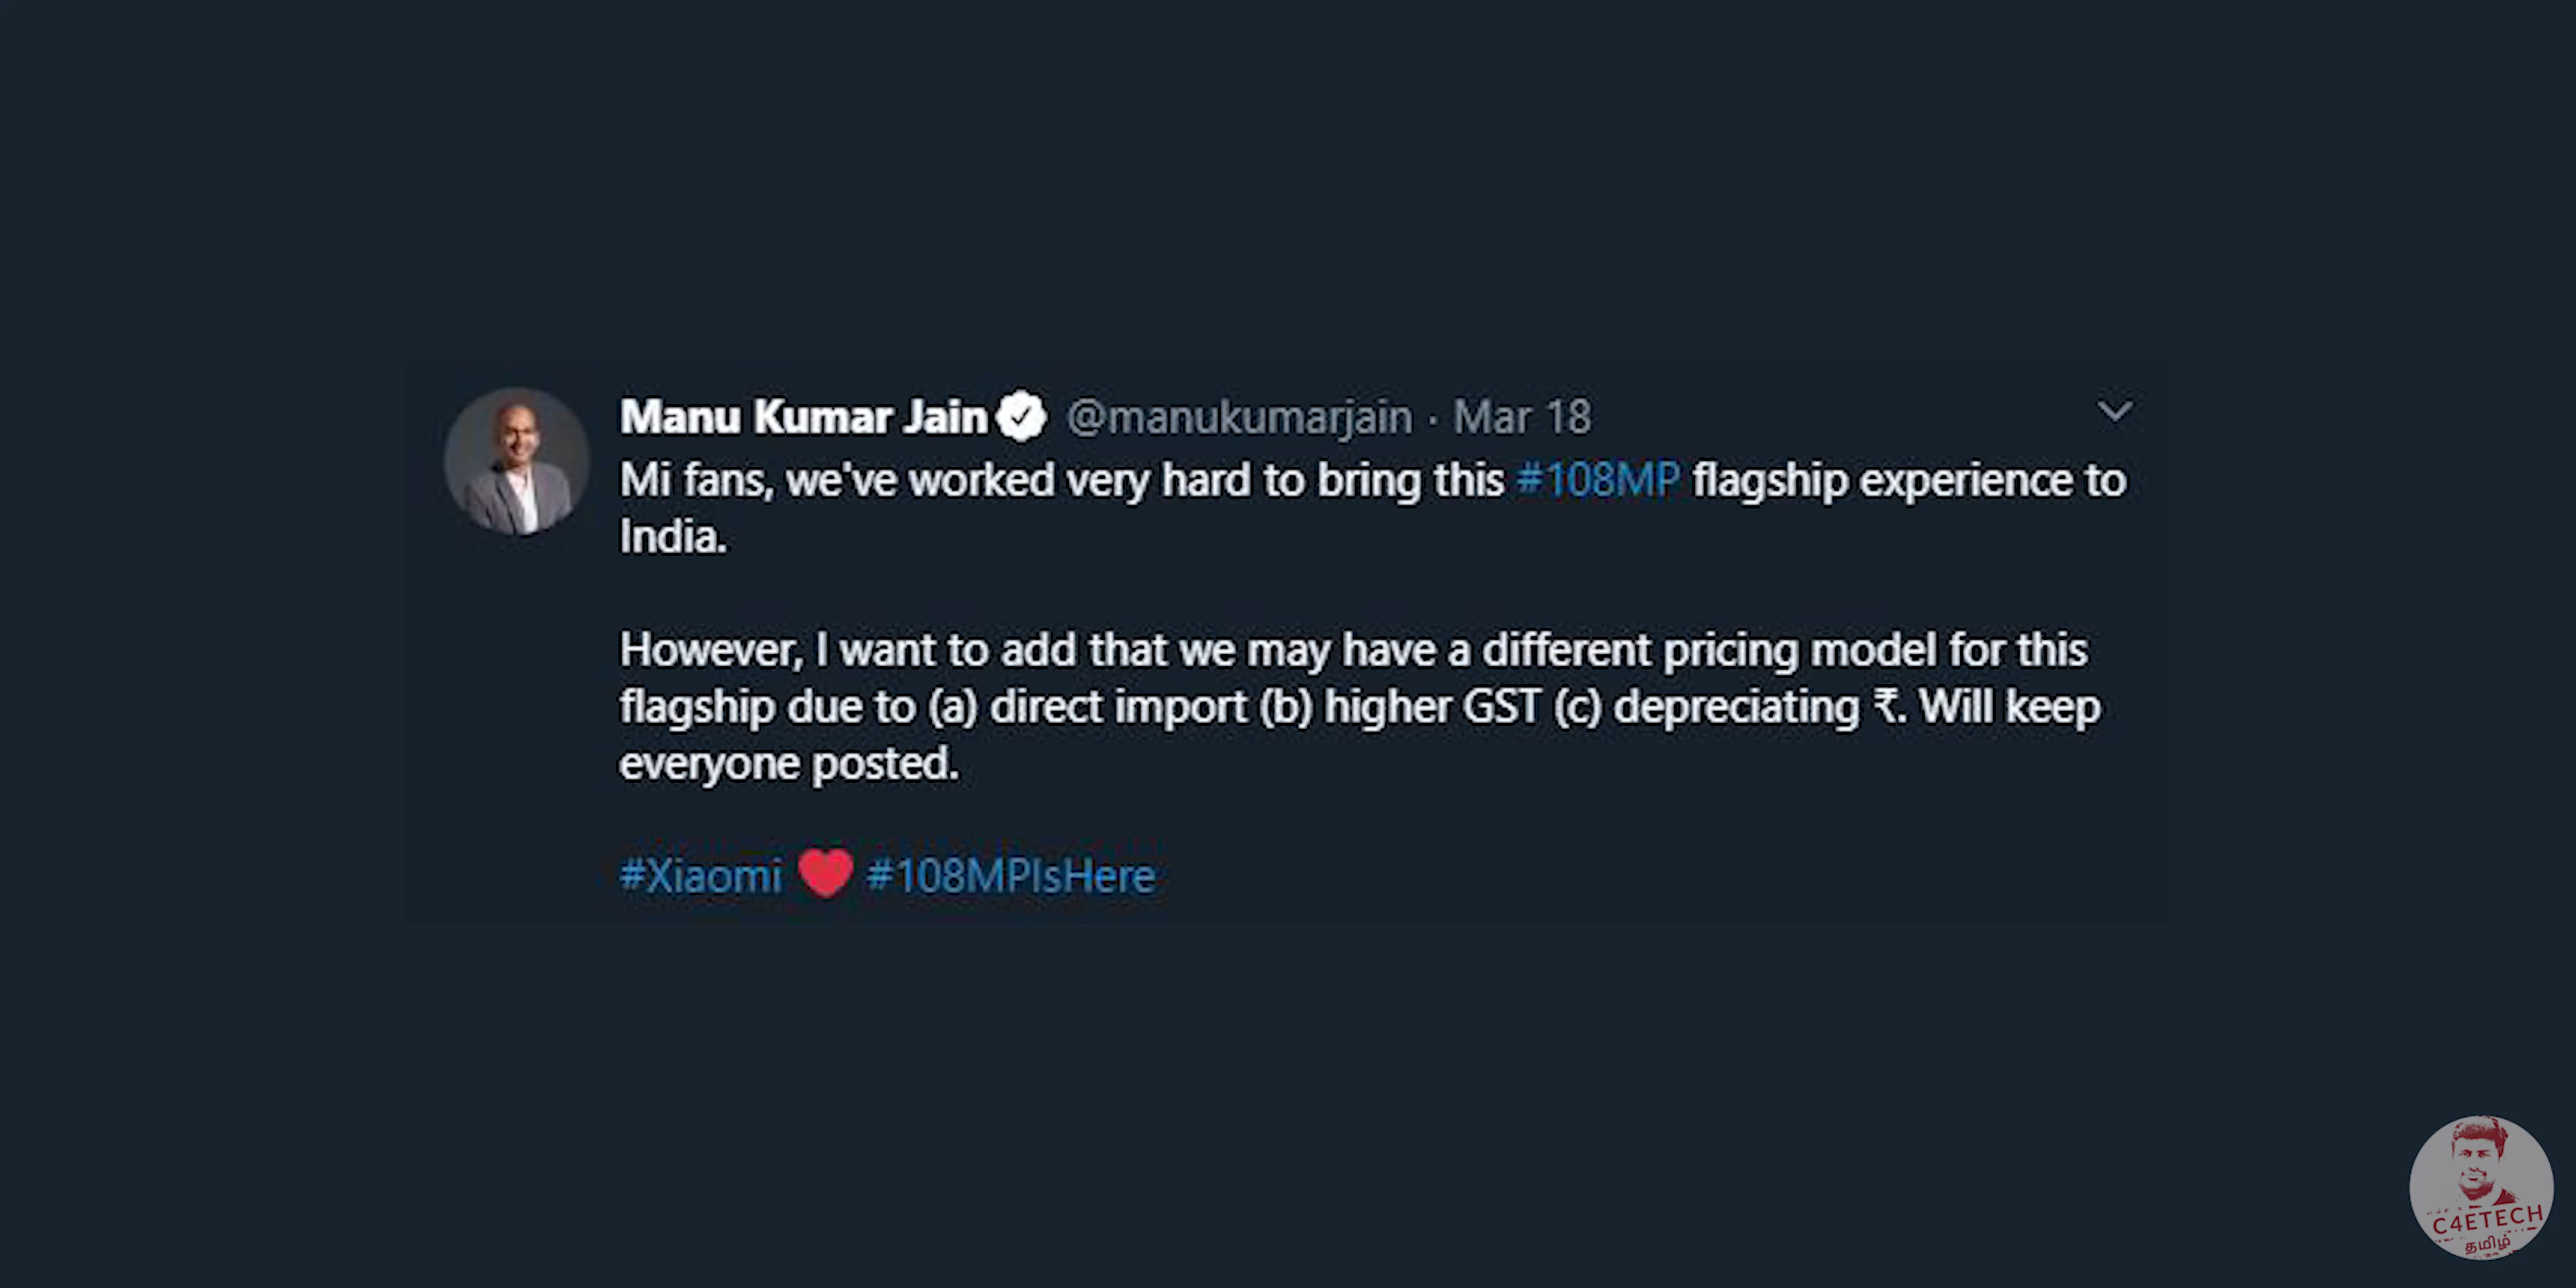 Manu Kumar Jain @manukumarjain · Mar 18
Mi fans, we've worked very hard to bring this #108MP flagship experience to
India.
However, I want to add that we may have a different pricing model for this
flagship due to (a) direct import (b) higher GST (c) depreciating ₹. Will keep
everyone posted.
#Xiaomi ❤ #108MPIsHere
C4ETECH
தமிழ்